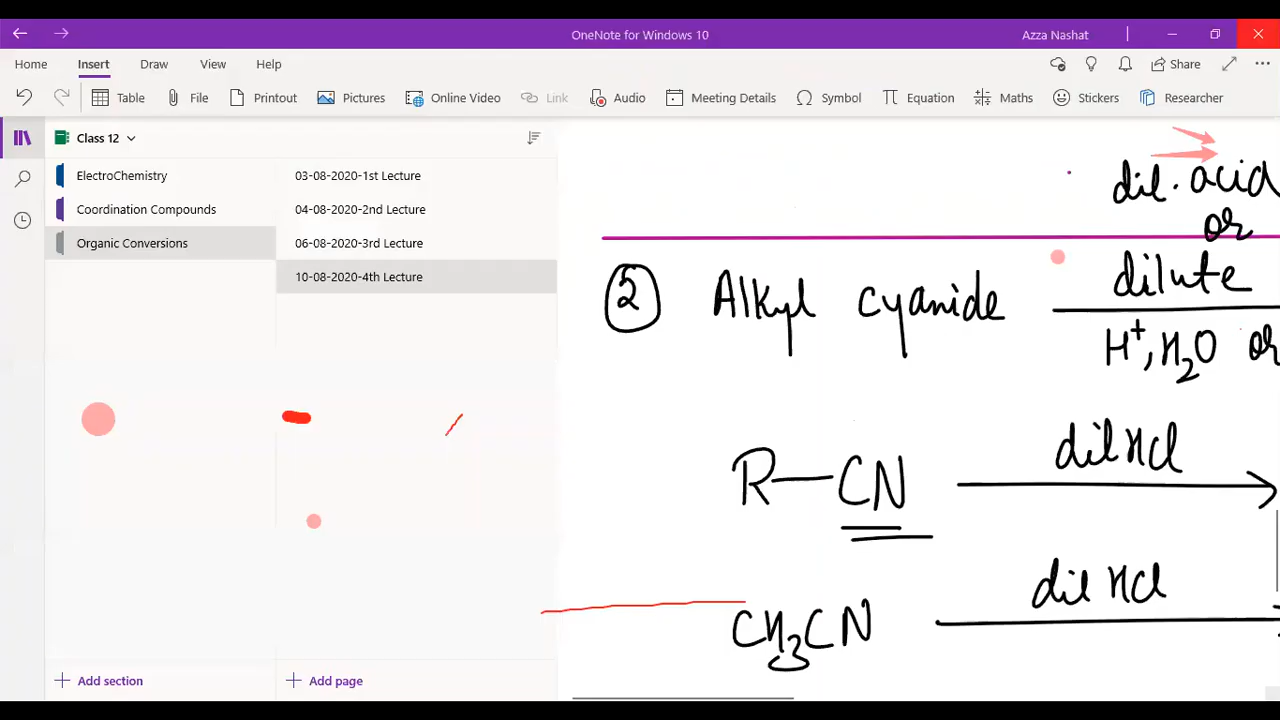 OneNote for Windows 10
Azza Nashat
Home Insert Draw View Help
Share
Table File Printout Pictures Online Video Link Audio Meeting Details Symbol Equation Maths Stickers Researcher
Class 12
ElectroChemistry
Coordination Compounds
Organic Conversions
03-08-2020-1st Lecture
04-08-2020-2nd Lecture
06-08-2020-3rd Lecture
10-08-2020-4th Lecture
Add section
Add page
dil. acid
or
② Alkyl cyanide dilute
H⁺, H₂O or
R—CN dil HCl
CH₃CN dil HCl